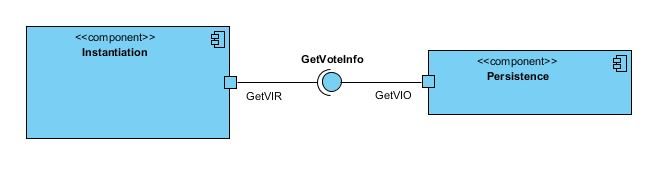 <<component>>
Instantiation
GetVoteInfo
<<component>>
Persistence
GetVIR
GetVIO